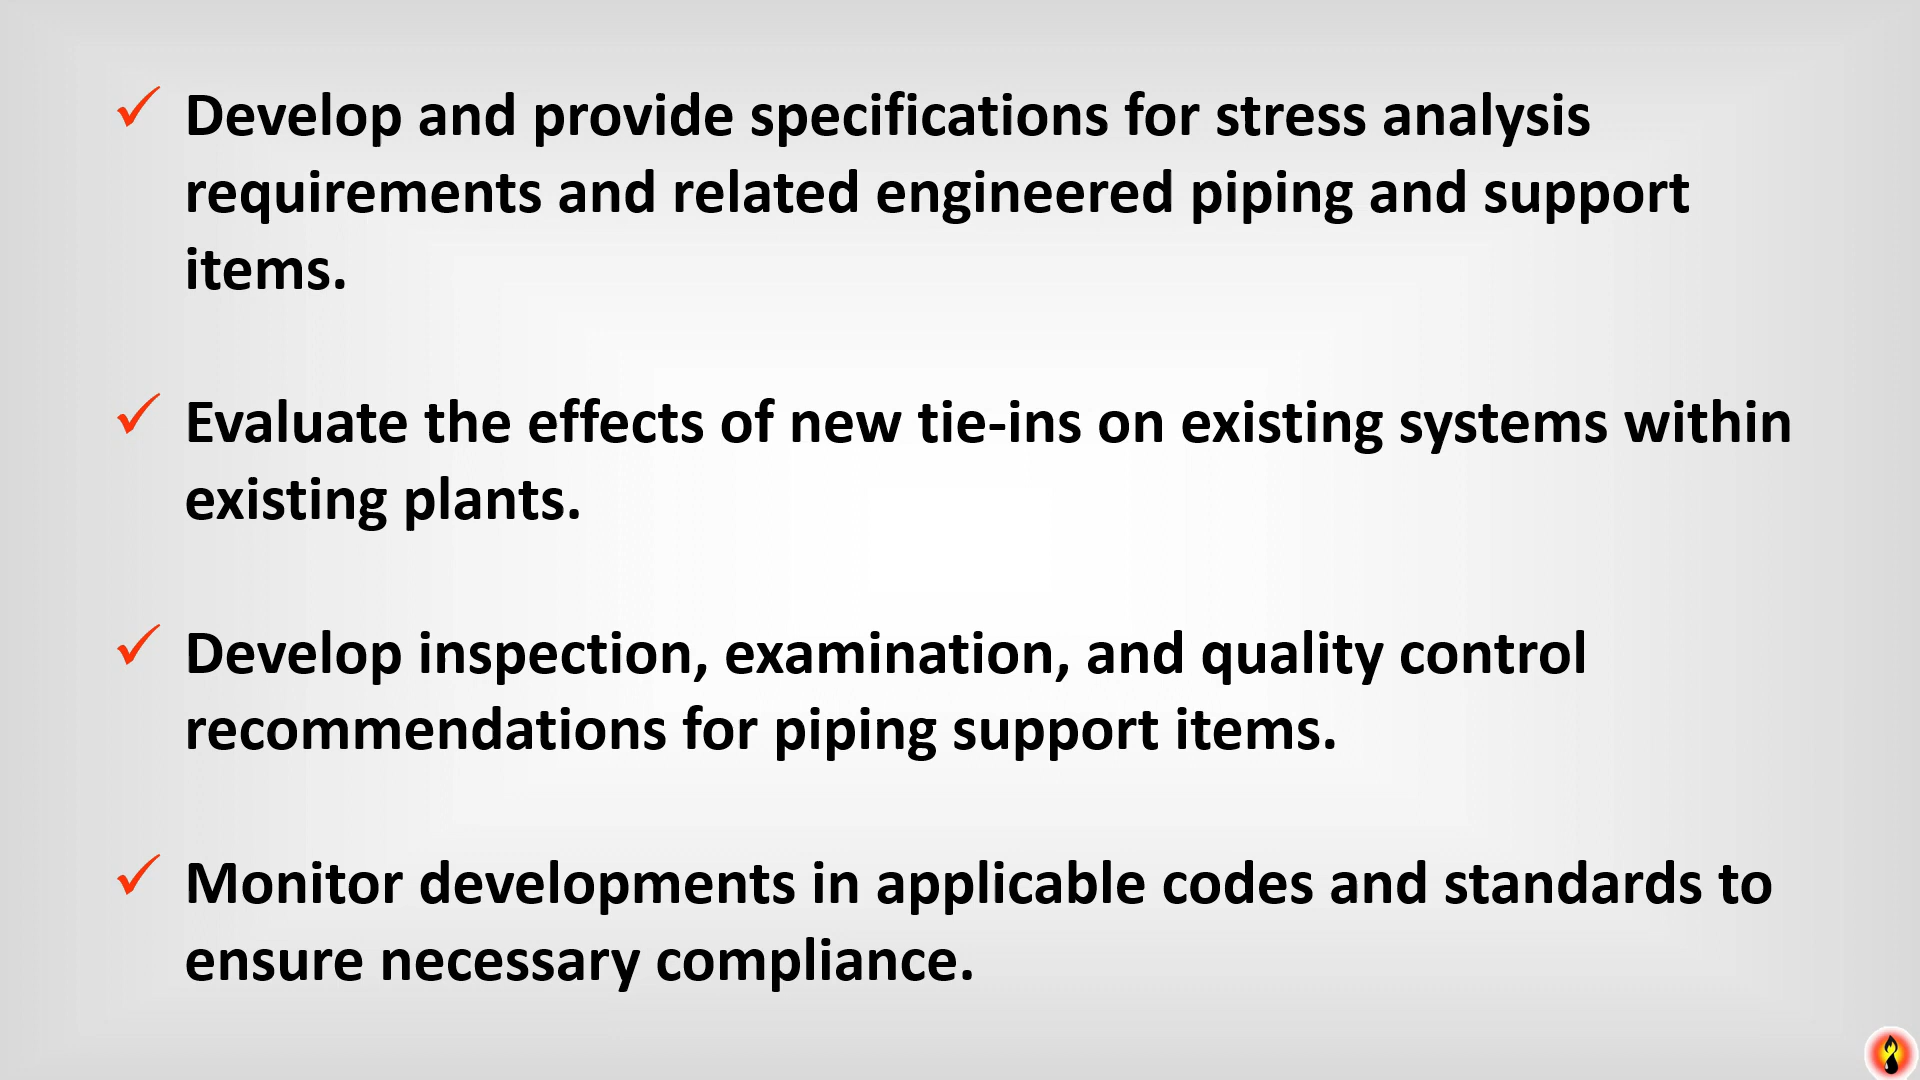 Develop and provide specifications for stress analysis
requirements and related engineered piping and support
items.
Evaluate the effects of new tie-ins on existing systems within
existing plants.
Develop inspection, examination, and quality control
recommendations for piping support items.
Monitor developments in applicable codes and standards to
ensure necessary compliance.